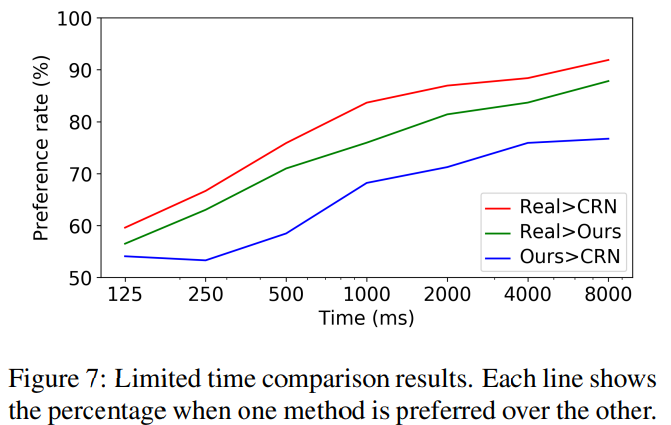 100
90
80
70
60
50
Preference rate (%)
125 250 500 1000 2000 4000 8000
Time (ms)
Real>CRN
Real>Ours
Ours>CRN
Figure 7: Limited time comparison results. Each line shows
the percentage when one method is preferred over the other.